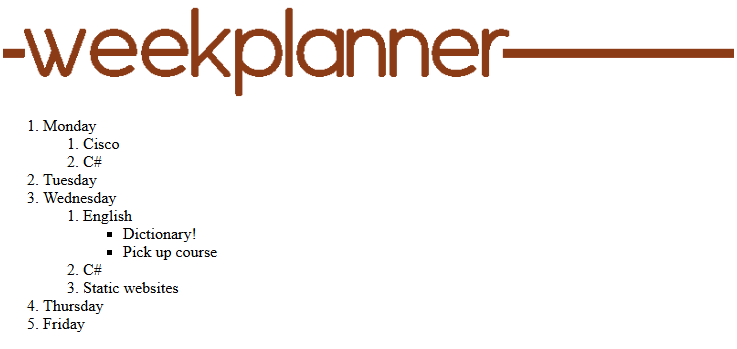 weekplanner
1. Monday
1. Cisco
2. C#
2. Tuesday
3. Wednesday
1. English
Dictionary!
Pick up course
2. C#
3. Static websites
4. Thursday
5. Friday